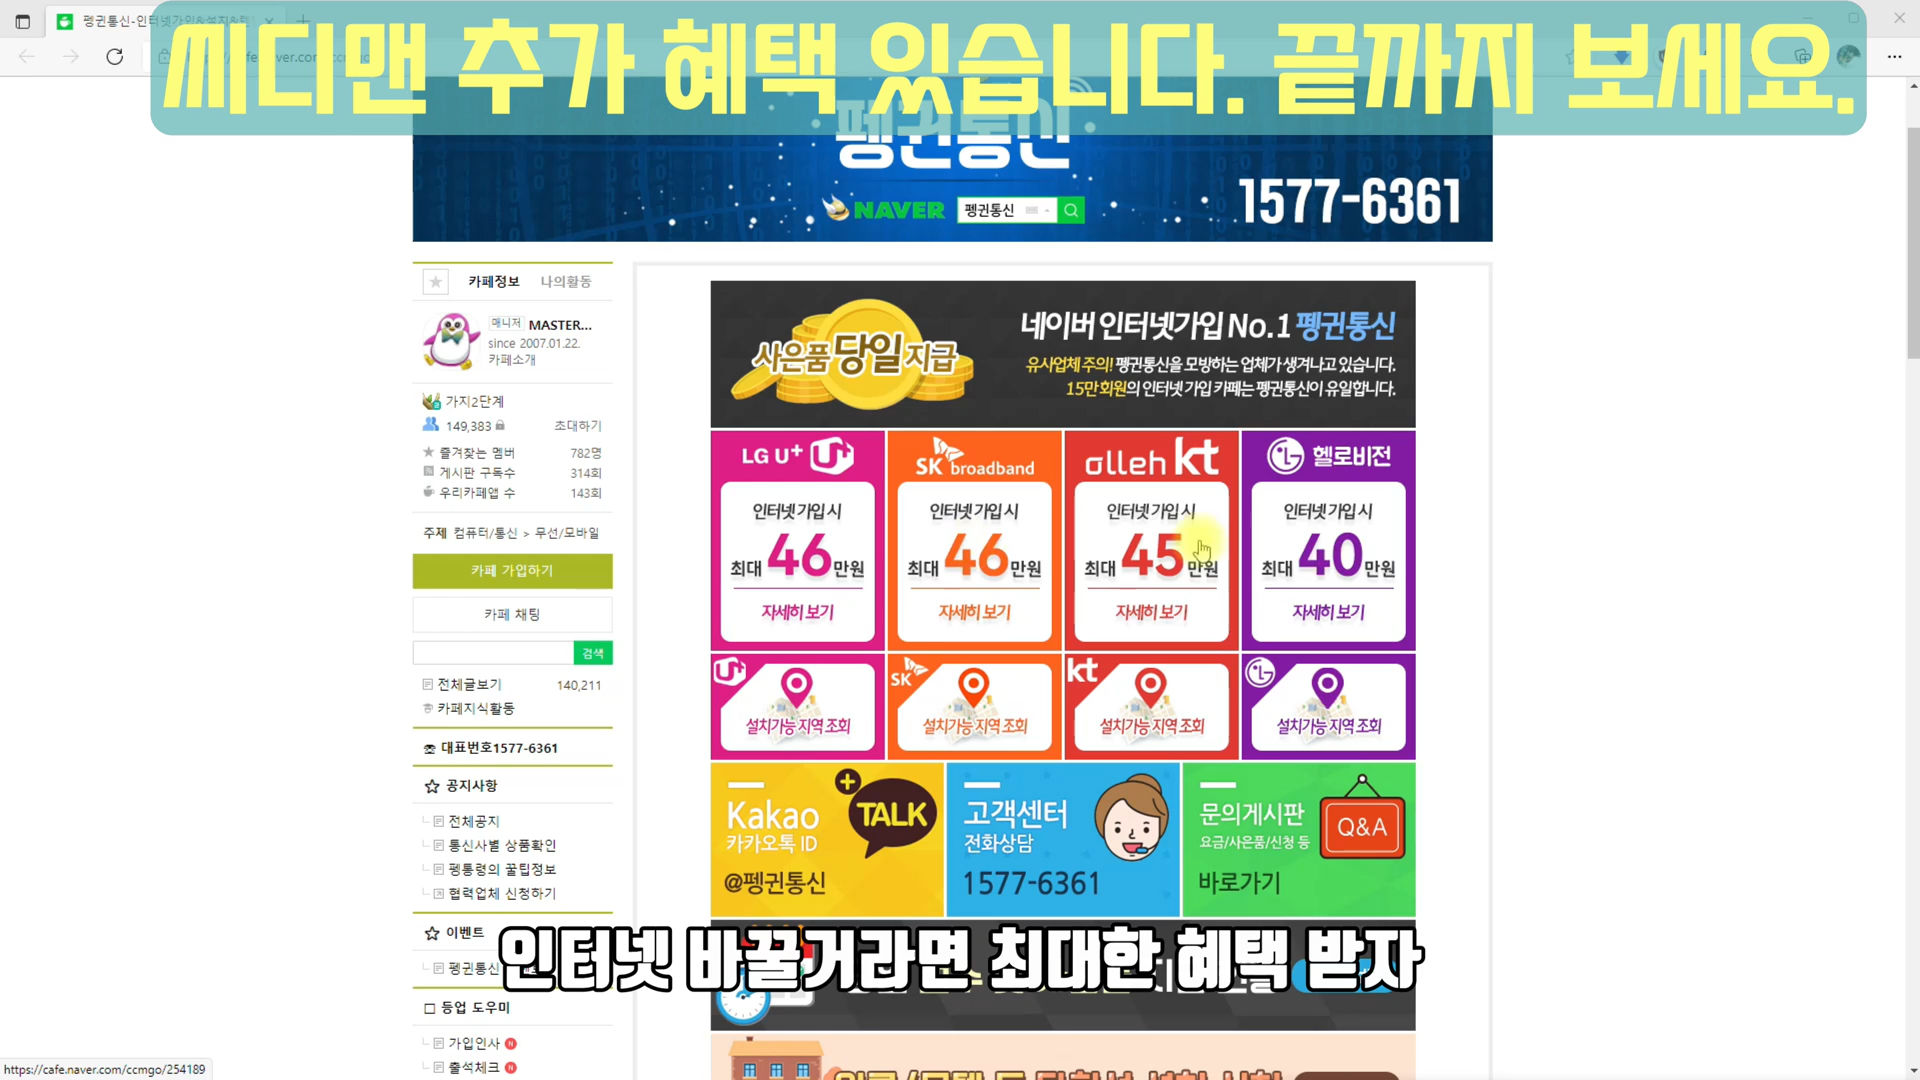 펭귄통신-인터넷가입&설치&
씨디맨 추가 혜택 있습니다. 끝까지 보세요.
펭귄통신
NAVER
펭귄통신
1577-6361
카페정보
나의활동
매니저 MASTER...
since 2007.01.22.
카페소개
가지2단계
149,383
초대하기
즐겨찾는 멤버 782명
게시판 구독수 314회
우리카페앱 수 143회
주제 컴퓨터/통신 > 무선/모바일
카페 가입하기
카페 채팅
검색
전체글보기 140,211
카페지식활동
대표번호1577-6361
공지사항
전체공지
통신사별 상품확인
펭통령의 꿀팁정보
협력업체 신청하기
이벤트
펭귄통신
등업 도우미
가입인사 N
출석체크 N
사은품 당일 지급
네이버 인터넷가입 No.1 펭귄통신
유사업체 주의! 펭귄통신을 모방하는 업체가 생겨나고 있습니다.
15만 회원의 인터넷 가입 카페는 펭귄통신이 유일합니다.
LG U+ U+
인터넷 가입 시
최대 46만원
자세히 보기
SK broadband
인터넷 가입 시
최대 46만원
자세히 보기
olleh kt
인터넷 가입 시
최대 45만원
자세히 보기
LG 헬로비전
인터넷 가입 시
최대 40만원
자세히 보기
U+
설치가능 지역 조회
SK
설치가능 지역 조회
kt
설치가능 지역 조회
LG
설치가능 지역 조회
Kakao
카카오톡 ID
@펭귄통신
TALK
고객센터
전화상담
1577-6361
문의게시판
요금/사은품/신청 등
바로가기
Q&A
인터넷 바꿀거라면 최대한 혜택 받자
https://cafe.naver.com/ccmgo/254189